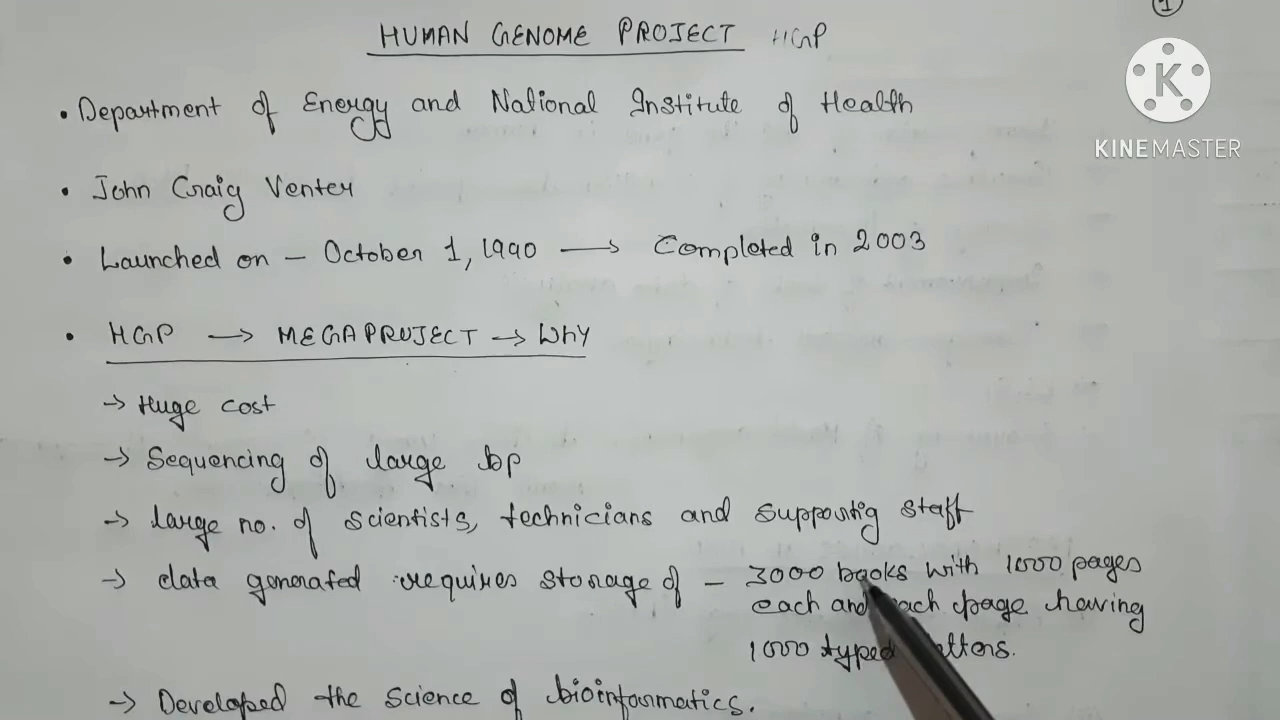 1
HUMAN GENOME PROJECT HGP
K
KINEMASTER
• Department of Energy and National Institute of Health
• John Craig Venter
• Launched on – October 1, 1990 → Completed in 2003
• HGP → MEGAPROJECT → Why
→ Huge cost
→ Sequencing of large bp
→ large no. of scientists, technicians and supportig staff
→ data generated requires storage of – 3000 books with 1000 pages
each and each page having
1000 typed letters.
→ Developed the science of bioinformatics.